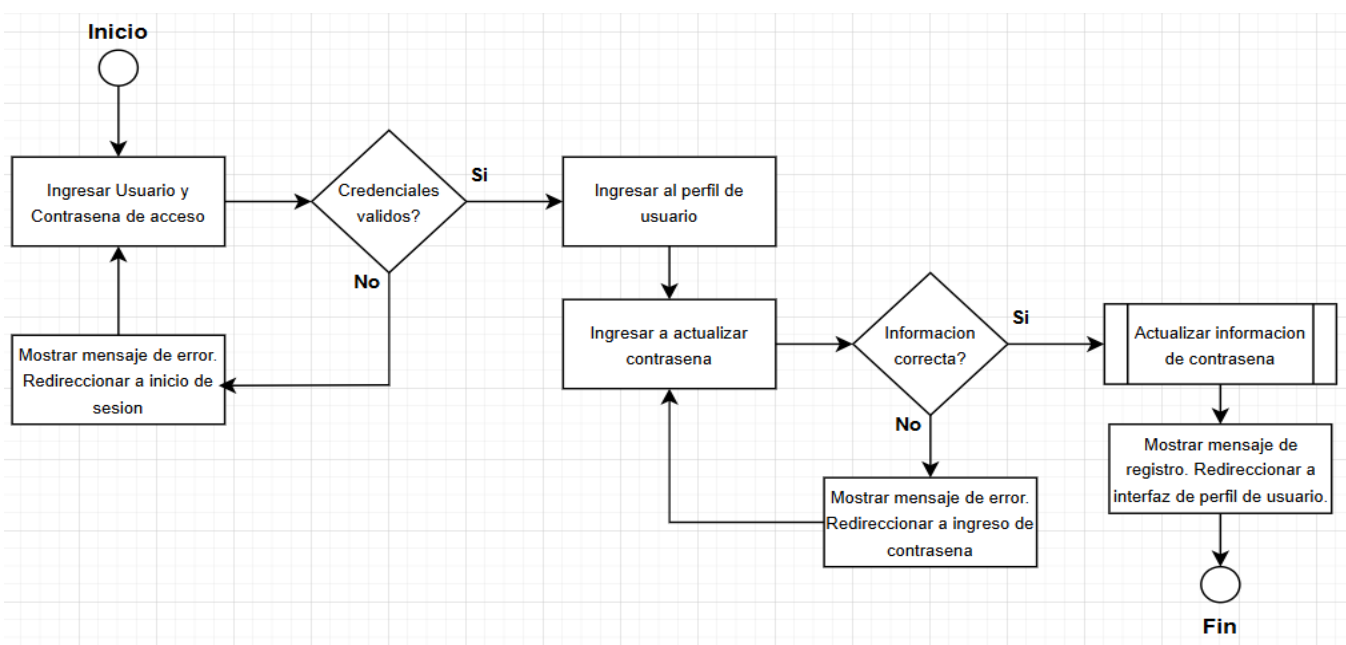 Inicio
Ingresar Usuario y
Contrasena de acceso
Credenciales
validos?
Si
No
Mostrar mensaje de error.
Redireccionar a inicio de
sesion
Ingresar al perfil de
usuario
Ingresar a actualizar
contrasena
Informacion
correcta?
Si
No
Mostrar mensaje de error.
Redireccionar a ingreso de
contrasena
Actualizar informacion
de contrasena
Mostrar mensaje de
registro. Redireccionar a
interfaz de perfil de usuario.
Fin